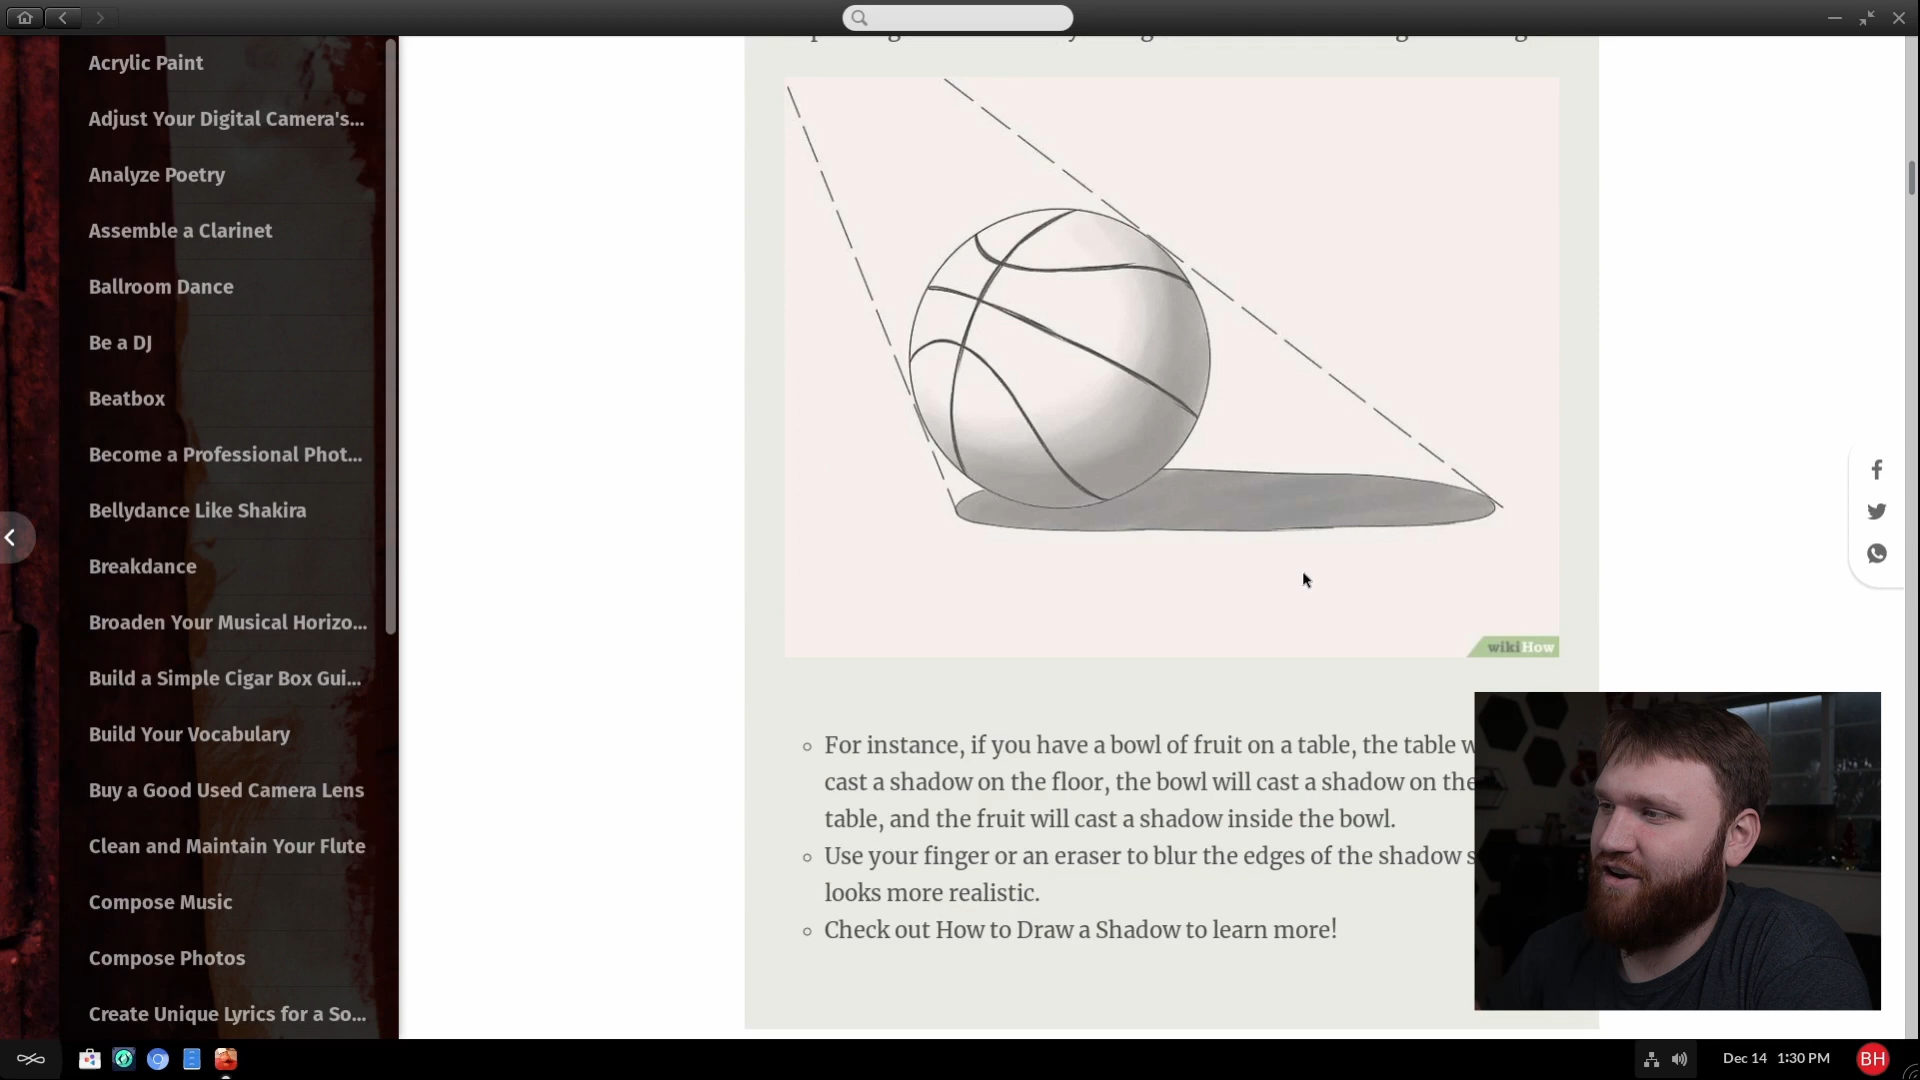 Acrylic Paint
Adjust Your Digital Camera's...
Analyze Poetry
Assemble a Clarinet
Ballroom Dance
Be a DJ
Beatbox
Become a Professional Phot...
Bellydance Like Shakira
Breakdance
Broaden Your Musical Horizo...
Build a Simple Cigar Box Gui...
Build Your Vocabulary
Buy a Good Used Camera Lens
Clean and Maintain Your Flute
Compose Music
Compose Photos
Create Unique Lyrics for a So...
wikiHow
For instance, if you have a bowl of fruit on a table, the table
cast a shadow on the floor, the bowl will cast a shadow on the
table, and the fruit will cast a shadow inside the bowl.
Use your finger or an eraser to blur the edges of the shadow
looks more realistic.
Check out How to Draw a Shadow to learn more!
Dec 14 1:30 PM
BH